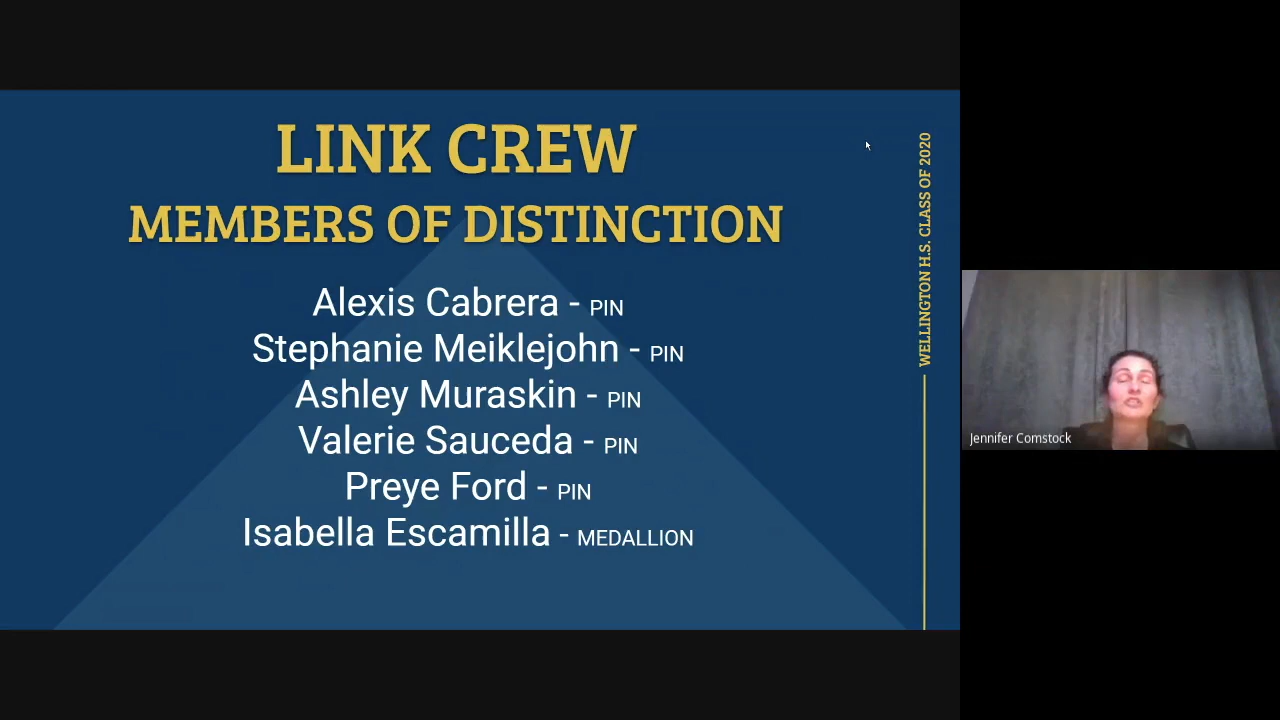 LINK CREW
MEMBERS OF DISTINCTION
Alexis Cabrera - PIN
Stephanie Meiklejohn - PIN
Ashley Muraskin - PIN
Valerie Sauceda - PIN
Preye Ford - PIN
Isabella Escamilla - MEDALLION
WELLINGTON H.S. CLASS OF 2020
Jennifer Comstock